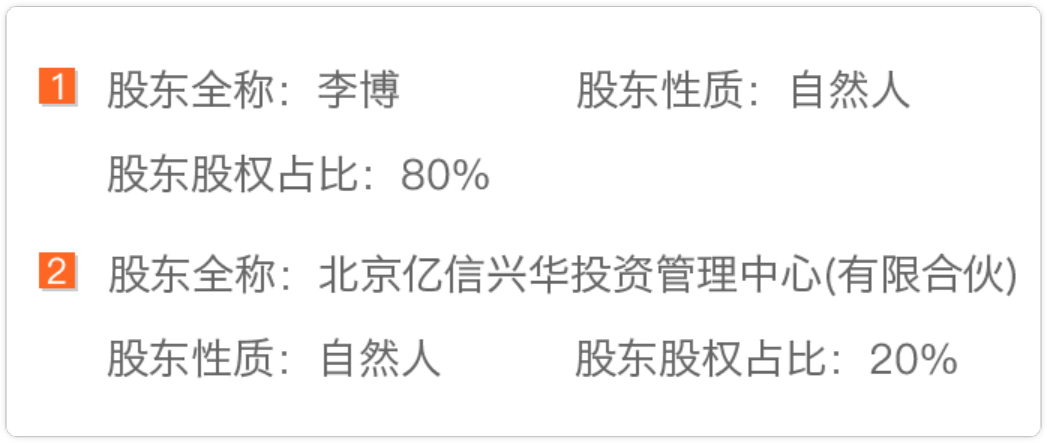 1 股东全称：李博 股东性质：自然人
股东股权占比：80%
2 股东全称：北京亿信兴华投资管理中心(有限合伙)
股东性质：自然人 股东股权占比：20%